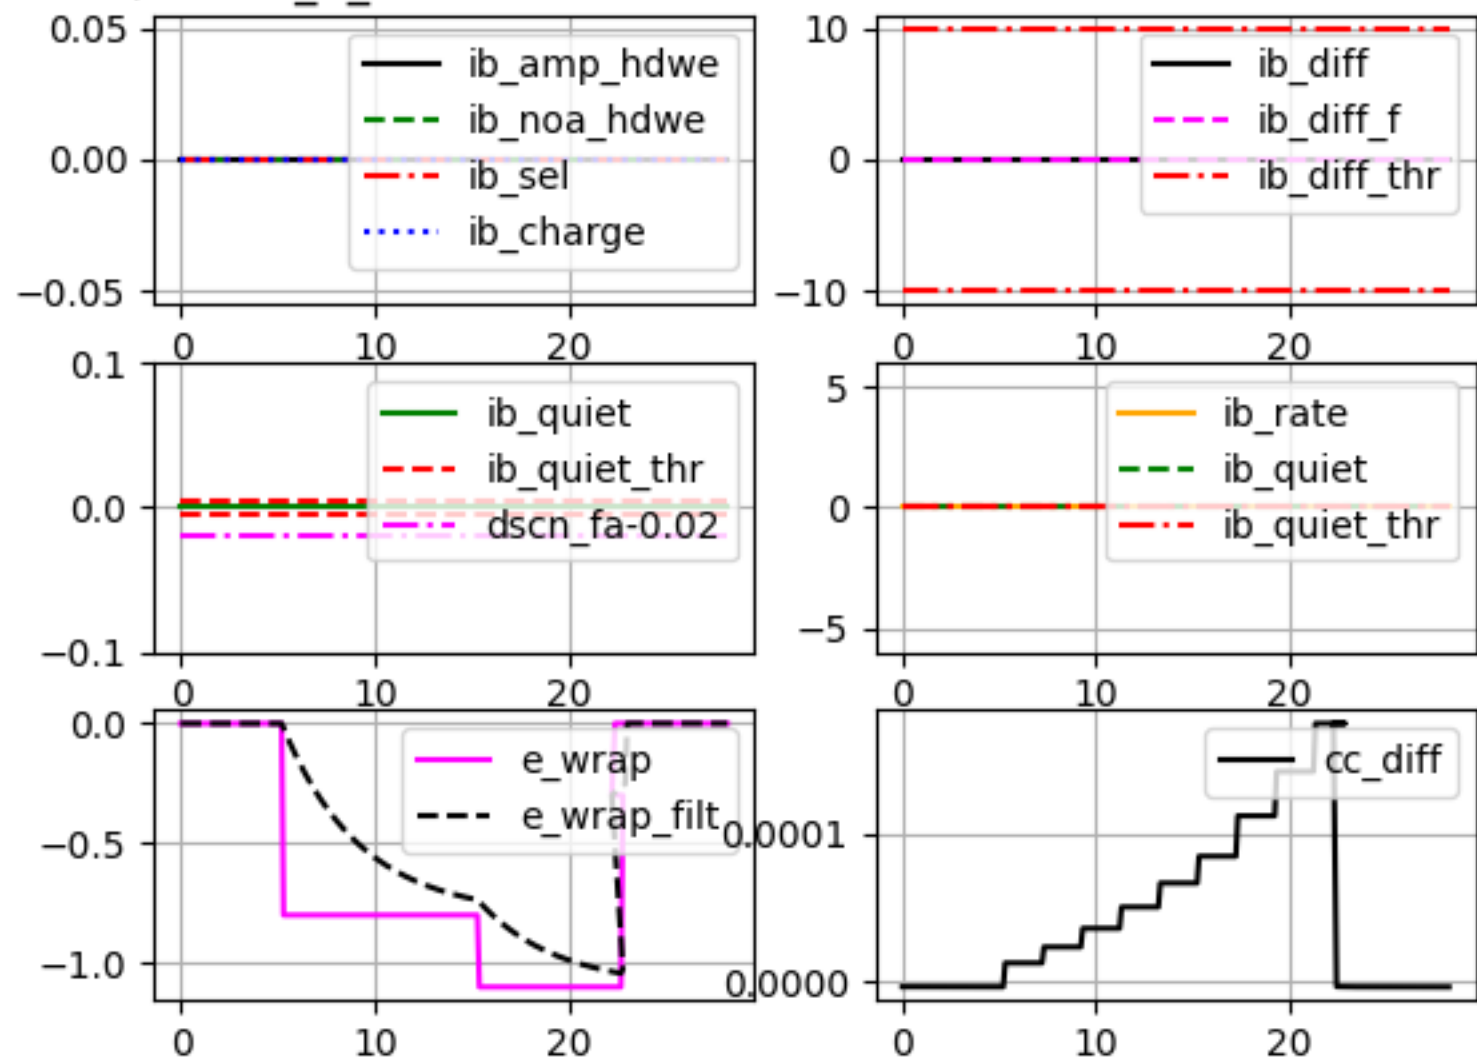 0.05
0.00
−0.05
0 10 20
ib_amp_hdwe
ib_noa_hdwe
ib_sel
ib_charge
10
0
−10
0 10 20
ib_diff
ib_diff_f
ib_diff_thr
0.1
0.0
−0.1
0 10 20
ib_quiet
ib_quiet_thr
dscn_fa-0.02
5
0
−5
0 10 20
ib_rate
ib_quiet
ib_quiet_thr
0.0
−0.5
−1.0
0 10 20
e_wrap
e_wrap_filt
0.0001
0.0000
0 10 20
cc_diff